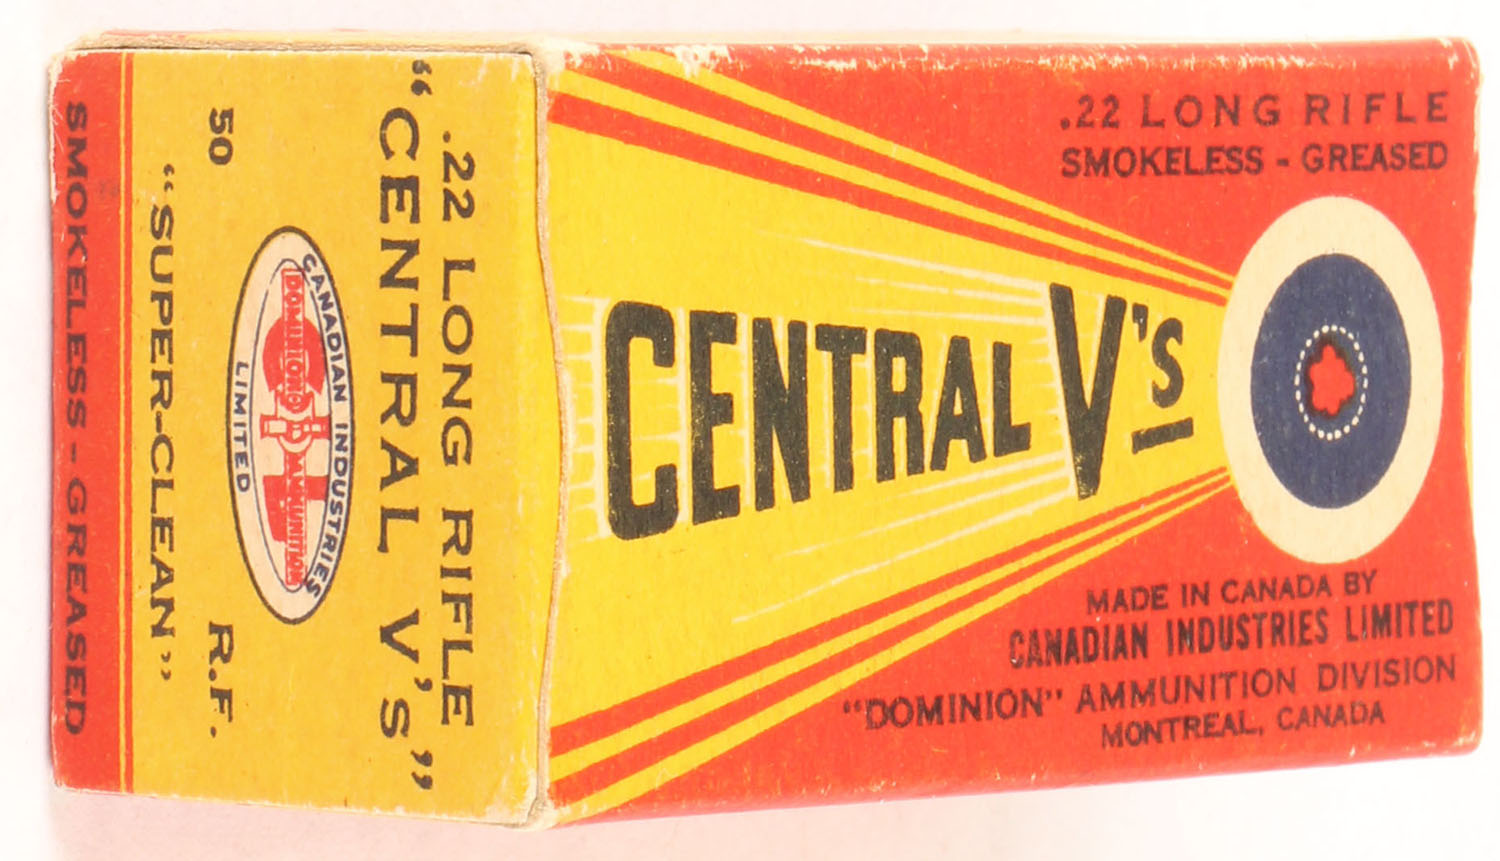 .22 LONG RIFLE
SMOKELESS - GREASED
CENTRAL V's
MADE IN CANADA BY
CANADIAN INDUSTRIES LIMITED
"DOMINION" AMMUNITION DIVISION
MONTREAL, CANADA
.22 LONG RIFLE
"CENTRAL V's"
CANADIAN INDUSTRIES
DOMINION AMMUNITION
LIMITED
50 R.F.
"SUPER-CLEAN"
SMOKELESS - GREASED